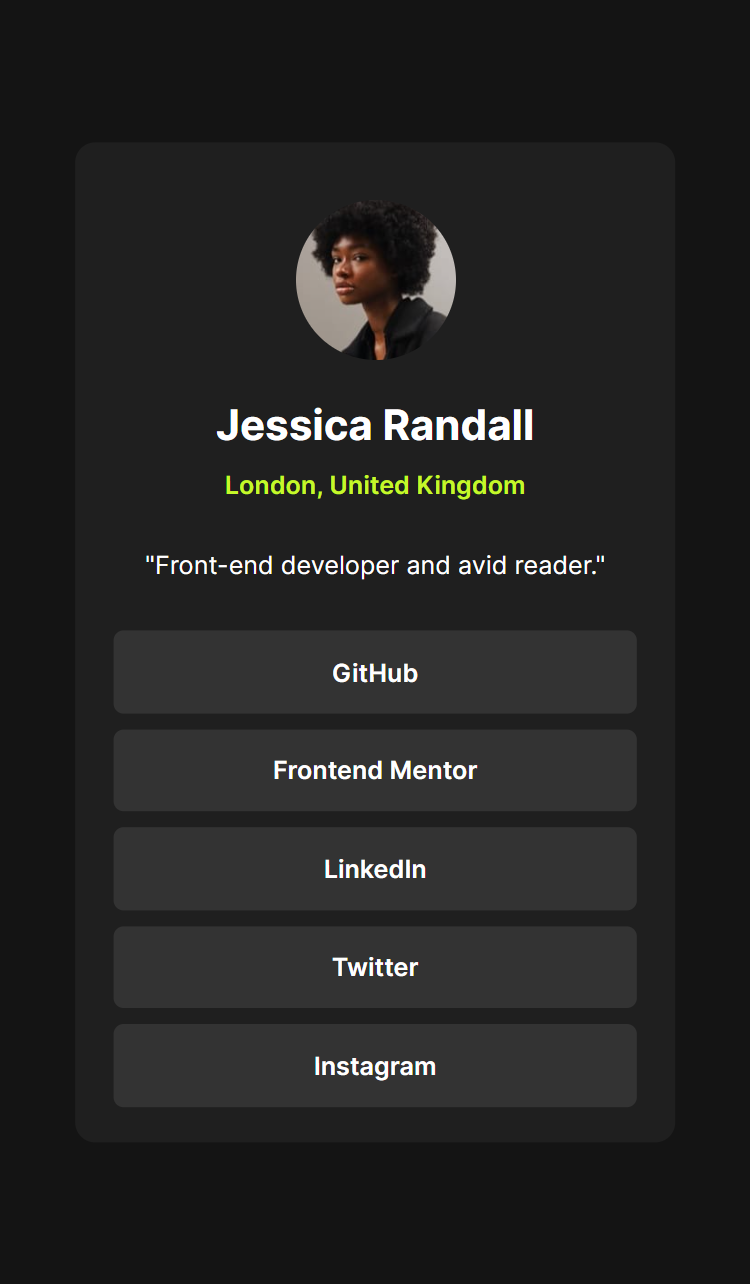 Jessica Randall
London, United Kingdom
"Front-end developer and avid reader."
GitHub
Frontend Mentor
LinkedIn
Twitter
Instagram